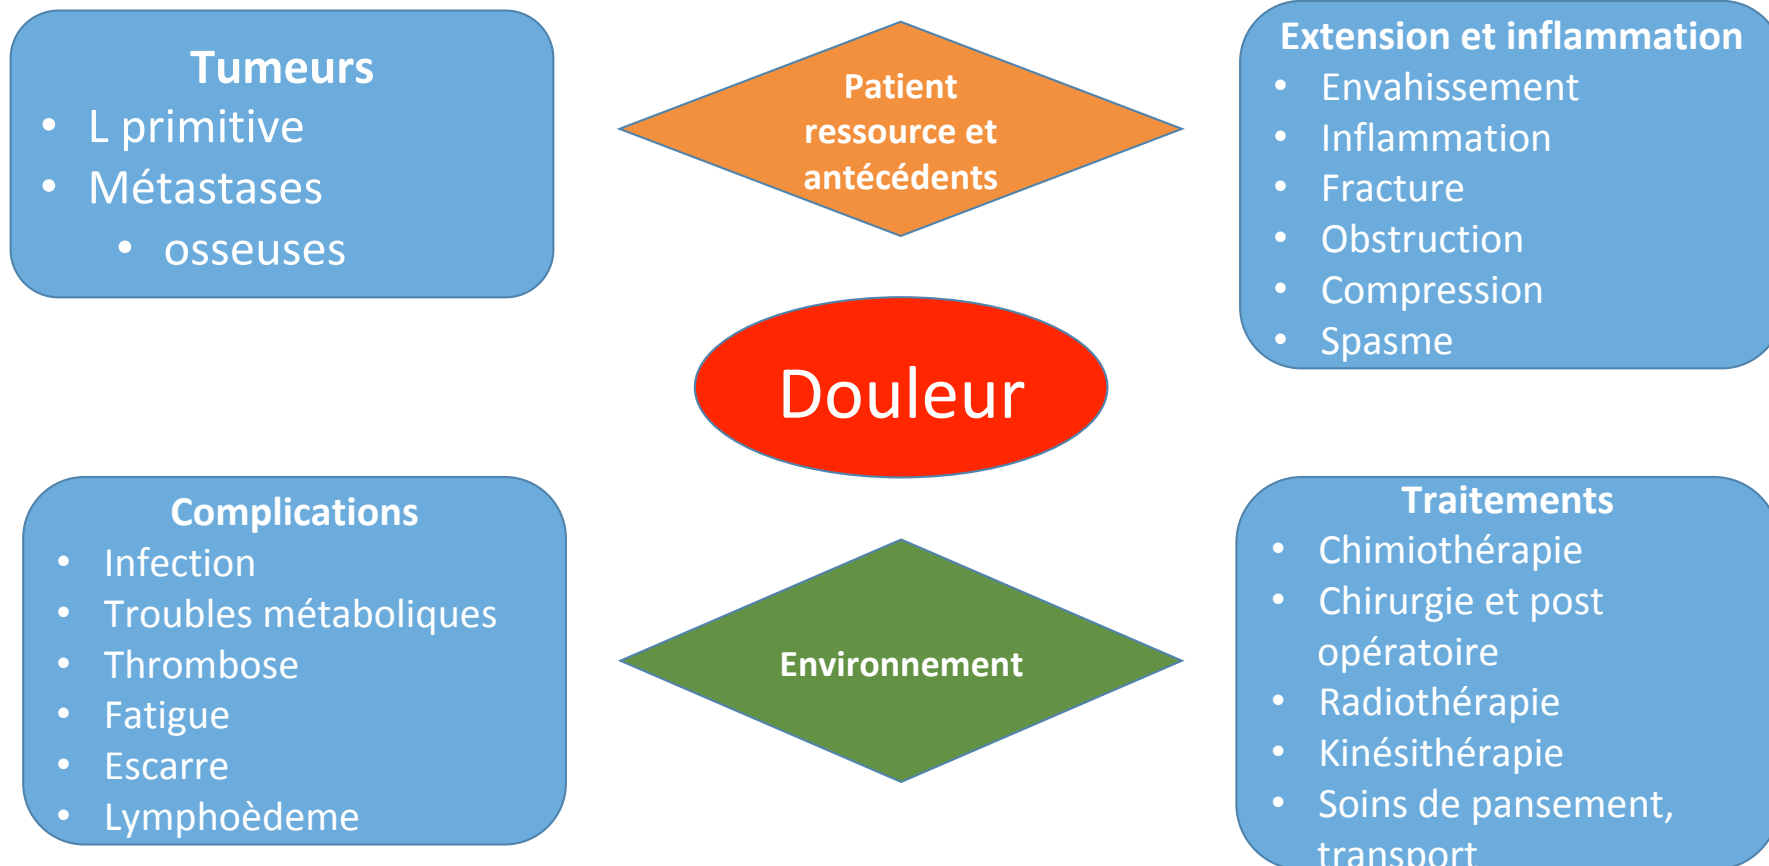 Tumeurs
• L primitive
• Métastases
• osseuses
Patient
ressource et
antécédents
Extension et inflammation
• Envahissement
• Inflammation
• Fracture
• Obstruction
• Compression
• Spasme
Douleur
Complications
• Infection
• Troubles métaboliques
• Thrombose
• Fatigue
• Escarre
• Lymphoèdeme
Environnement
Traitements
• Chimiothérapie
• Chirurgie et post
opératoire
• Radiothérapie
• Kinésithérapie
• Soins de pansement,
transport